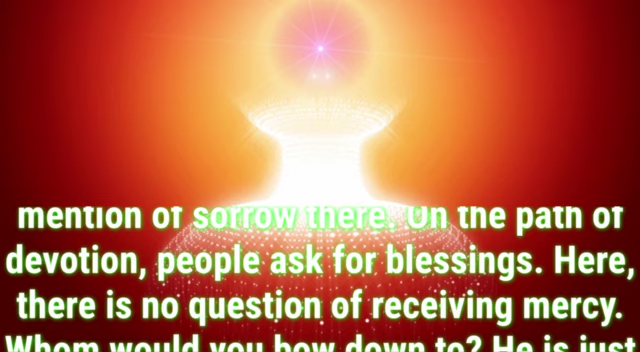 mention of sorrow there. On the path of
devotion, people ask for blessings. Here,
there is no question of receiving mercy.
Whom would you bow down to? He is just